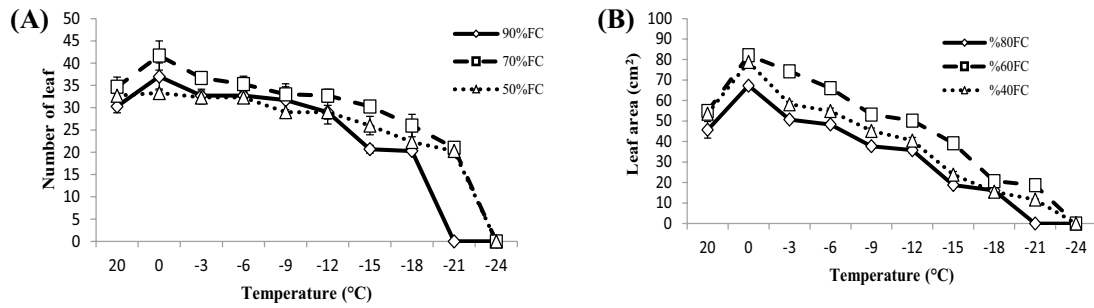 (A)
50
45
40
35
30
25
20
15
10
5
0
Number of leaf
90%FC
70%FC
50%FC
20 0 -3 -6 -9 -12 -15 -18 -21 -24
Temperature (°C)
(B)
100
90
80
70
60
50
40
30
20
10
0
Leaf area (cm²)
%80FC
%60FC
%40FC
20 0 -3 -6 -9 -12 -15 -18 -21 -24
Temperature (°C)